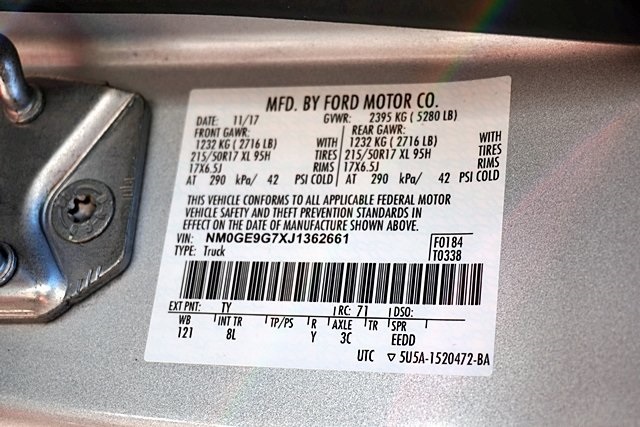 MFD. BY FORD MOTOR CO.
DATE: 11/17 GVWR: 2395 KG ( 5280 LB)
FRONT GAWR: REAR GAWR:
1232 KG ( 2716 LB) WITH 1232 KG ( 2716 LB) WITH
215/50R17 XL 95H TIRES 215/50R17 XL 95H TIRES
17X6.5J RIMS 17X6.5J RIMS
AT 290 kPa/ 42 PSI COLD AT 290 kPa/ 42 PSI COLD
THIS VEHICLE CONFORMS TO ALL APPLICABLE FEDERAL MOTOR
VEHICLE SAFETY AND THEFT PREVENTION STANDARDS IN
EFFECT ON THE DATE OF MANUFACTURE SHOWN ABOVE.
VIN: NM0GE9G7XJ1362661 F0184
TYPE: Truck T0338
EXT PNT: TY RC: 71 DSO:
WB INT TR TP/PS R AXLE TR SPR
121 8L Y 3C EEDD
UTC ▽ 5U5A-1520472-BA